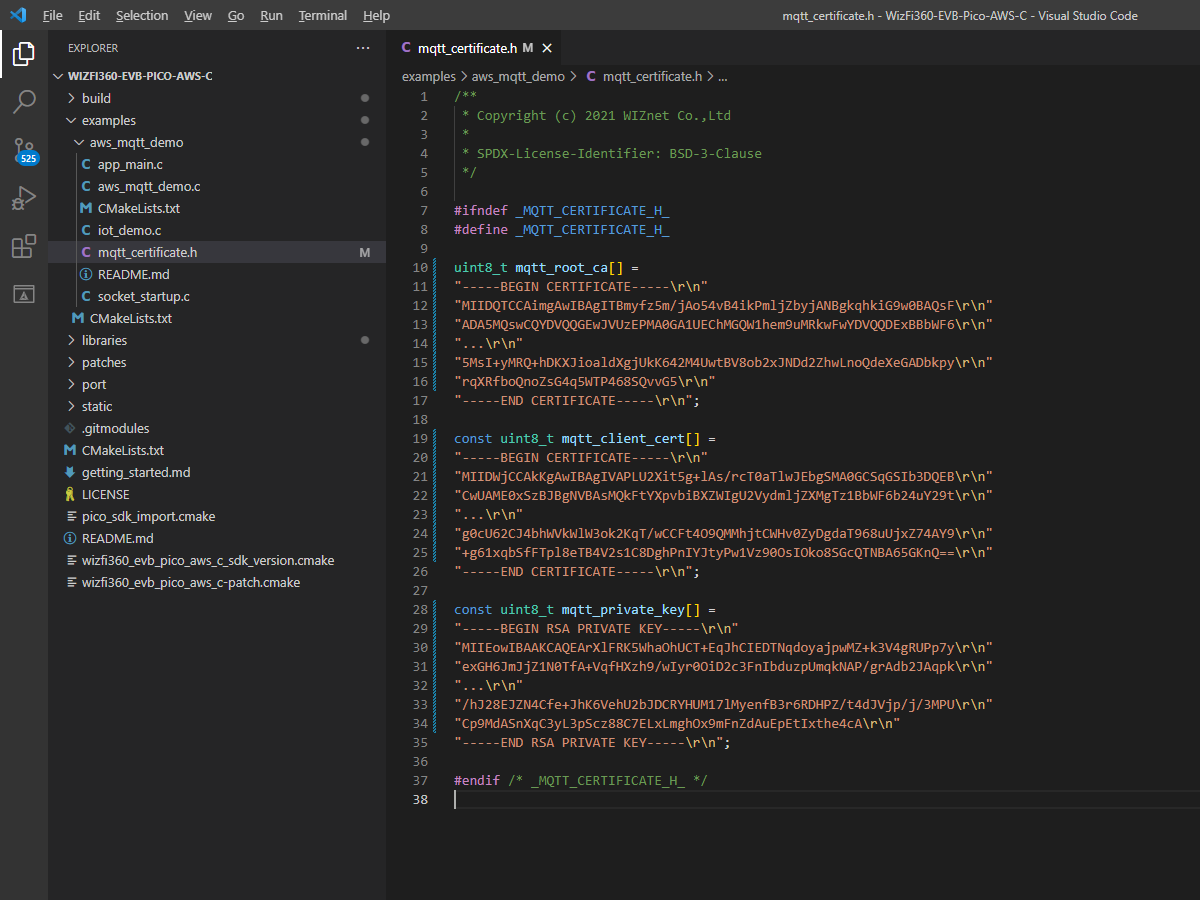 File Edit Selection View Go Run Terminal Help
mqtt_certificate.h - WizFi360-EVB-Pico-AWS-C - Visual Studio Code
EXPLORER
WIZFI360-EVB-PICO-AWS-C
build
examples
aws_mqtt_demo
C app_main.c
C aws_mqtt_demo.c
M CMakeLists.txt
C iot_demo.c
C mqtt_certificate.h M
README.md
C socket_startup.c
M CMakeLists.txt
libraries
patches
port
static
.gitmodules
M CMakeLists.txt
getting_started.md
LICENSE
pico_sdk_import.cmake
README.md
wizfi360_evb_pico_aws_c_sdk_version.cmake
wizfi360_evb_pico_aws_c-patch.cmake
525
C mqtt_certificate.h M
examples > aws_mqtt_demo > C mqtt_certificate.h > ...
1 /**
2 * Copyright (c) 2021 WIZnet Co.,Ltd
3 *
4 * SPDX-License-Identifier: BSD-3-Clause
5 */
6
7 #ifndef _MQTT_CERTIFICATE_H_
8 #define _MQTT_CERTIFICATE_H_
9
10 uint8_t mqtt_root_ca[] =
11 "-----BEGIN CERTIFICATE-----\r\n"
12 "MIIDQTCCAimgAwIBAgITBmyfz5m/jAo54vB4ikPmljZbyjANBgkqhkiG9w0BAQsF\r\n"
13 "ADA5MQswCQYDVQQGEwJVUzEPMA0GA1UEChMGQW1hem9uMRkwFwYDVQQDExBBbWF6\r\n"
14 "...\r\n"
15 "5MsI+yMRQ+hDKXJioaldXgjUkK642M4UwtBV8ob2xJNDd2ZhwLnoQdeXeGADbkpy\r\n"
16 "rqXRfboQnoZsG4q5WTP468SQvvG5\r\n"
17 "-----END CERTIFICATE-----\r\n";
18
19 const uint8_t mqtt_client_cert[] =
20 "-----BEGIN CERTIFICATE-----\r\n"
21 "MIIDWjCCAkKgAwIBAgIVAPLU2Xit5g+lAs/rcT0aTlwJEbgSMA0GCSqGSIb3DQEB\r\n"
22 "CwUAME0xSzBJBgNVBAsMQkFtYXpvbiBXZWIgU2VydmljZXMgTz1BbWF6b24uY29t\r\n"
23 "...\r\n"
24 "g0cU62CJ4bhWVkWlW3ok2KqT/wCCFt4O9QMMhjtCWHv0ZyDgdaT968uUjxZ74AY9\r\n"
25 "+g61xqbSfFTpl8eTB4V2s1C8DghPnIYJtyPw1Vz90OsIOko8SGcQTNBA65GKnQ==\r\n"
26 "-----END CERTIFICATE-----\r\n";
27
28 const uint8_t mqtt_private_key[] =
29 "-----BEGIN RSA PRIVATE KEY-----\r\n"
30 "MIIEowIBAAKCAQEArXlFRK5WhaOhUCT+EqJhCIEDTNqdoyajpwMZ+k3V4gRUPp7y\r\n"
31 "exGH6JmJjZ1N0TfA+VqfHXzh9/wIyr0OiD2c3FnIbduzpUmqkNAP/grAdb2JAqpk\r\n"
32 "...\r\n"
33 "/hJ28EJZN4Cfe+JhK6VehU2bJDCRYHUM17lMyenfB3r6RDHPZ/t4dJVjp/j/3MPU\r\n"
34 "Cp9MdASnXqC3yL3pScz88C7ELxLmghOx9mFnZdAuEpEtIxthe4cA\r\n"
35 "-----END RSA PRIVATE KEY-----\r\n";
36
37 #endif /* _MQTT_CERTIFICATE_H_ */
38